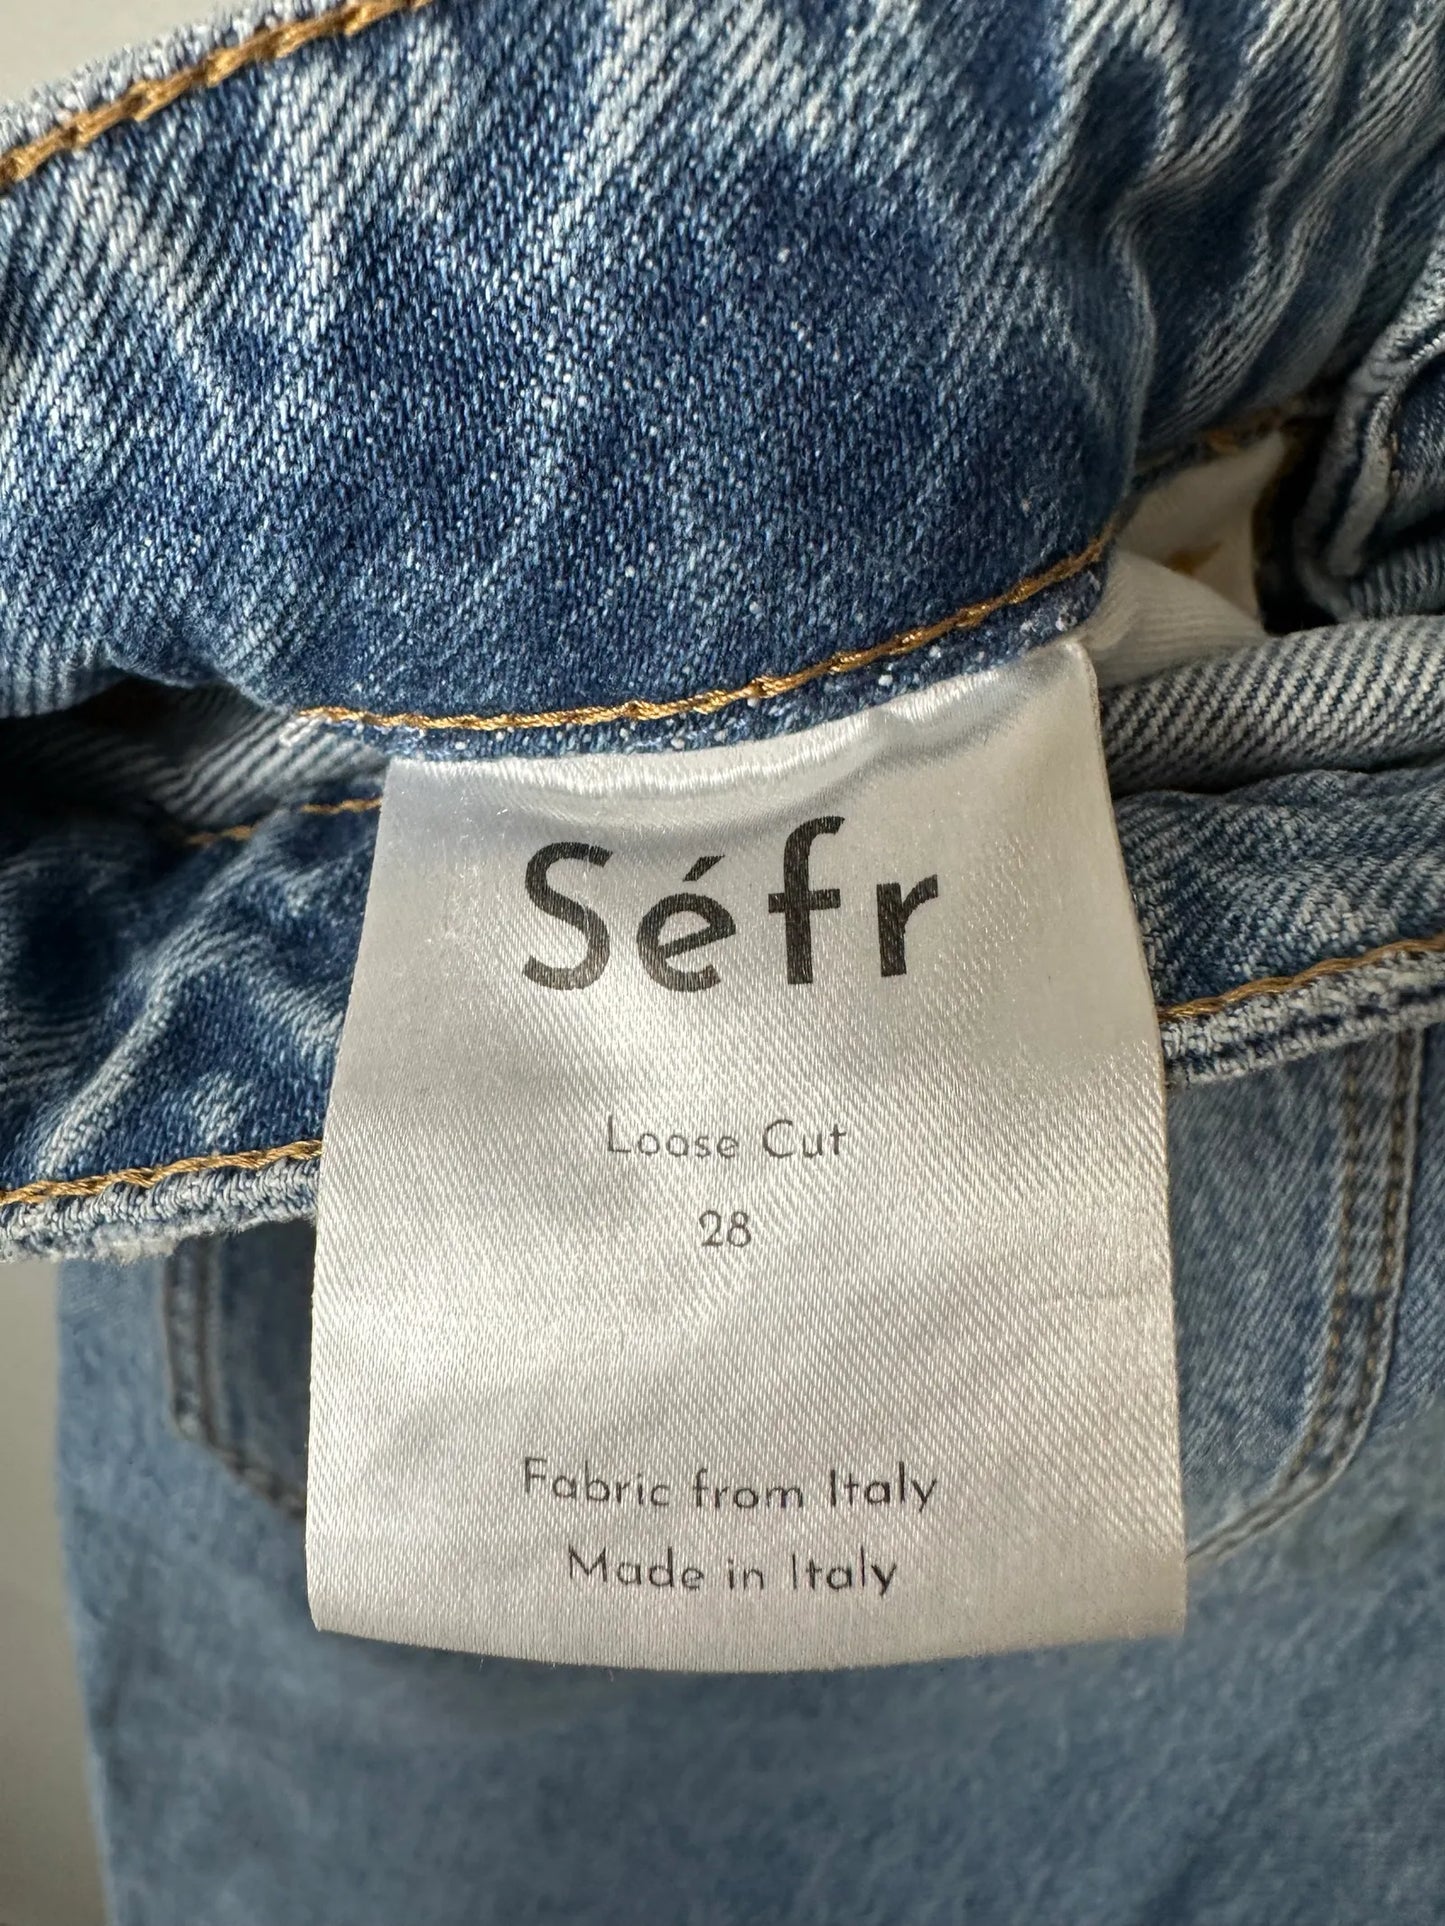 Séfr
Loose Cut
28
Fabric from Italy
Made in Italy